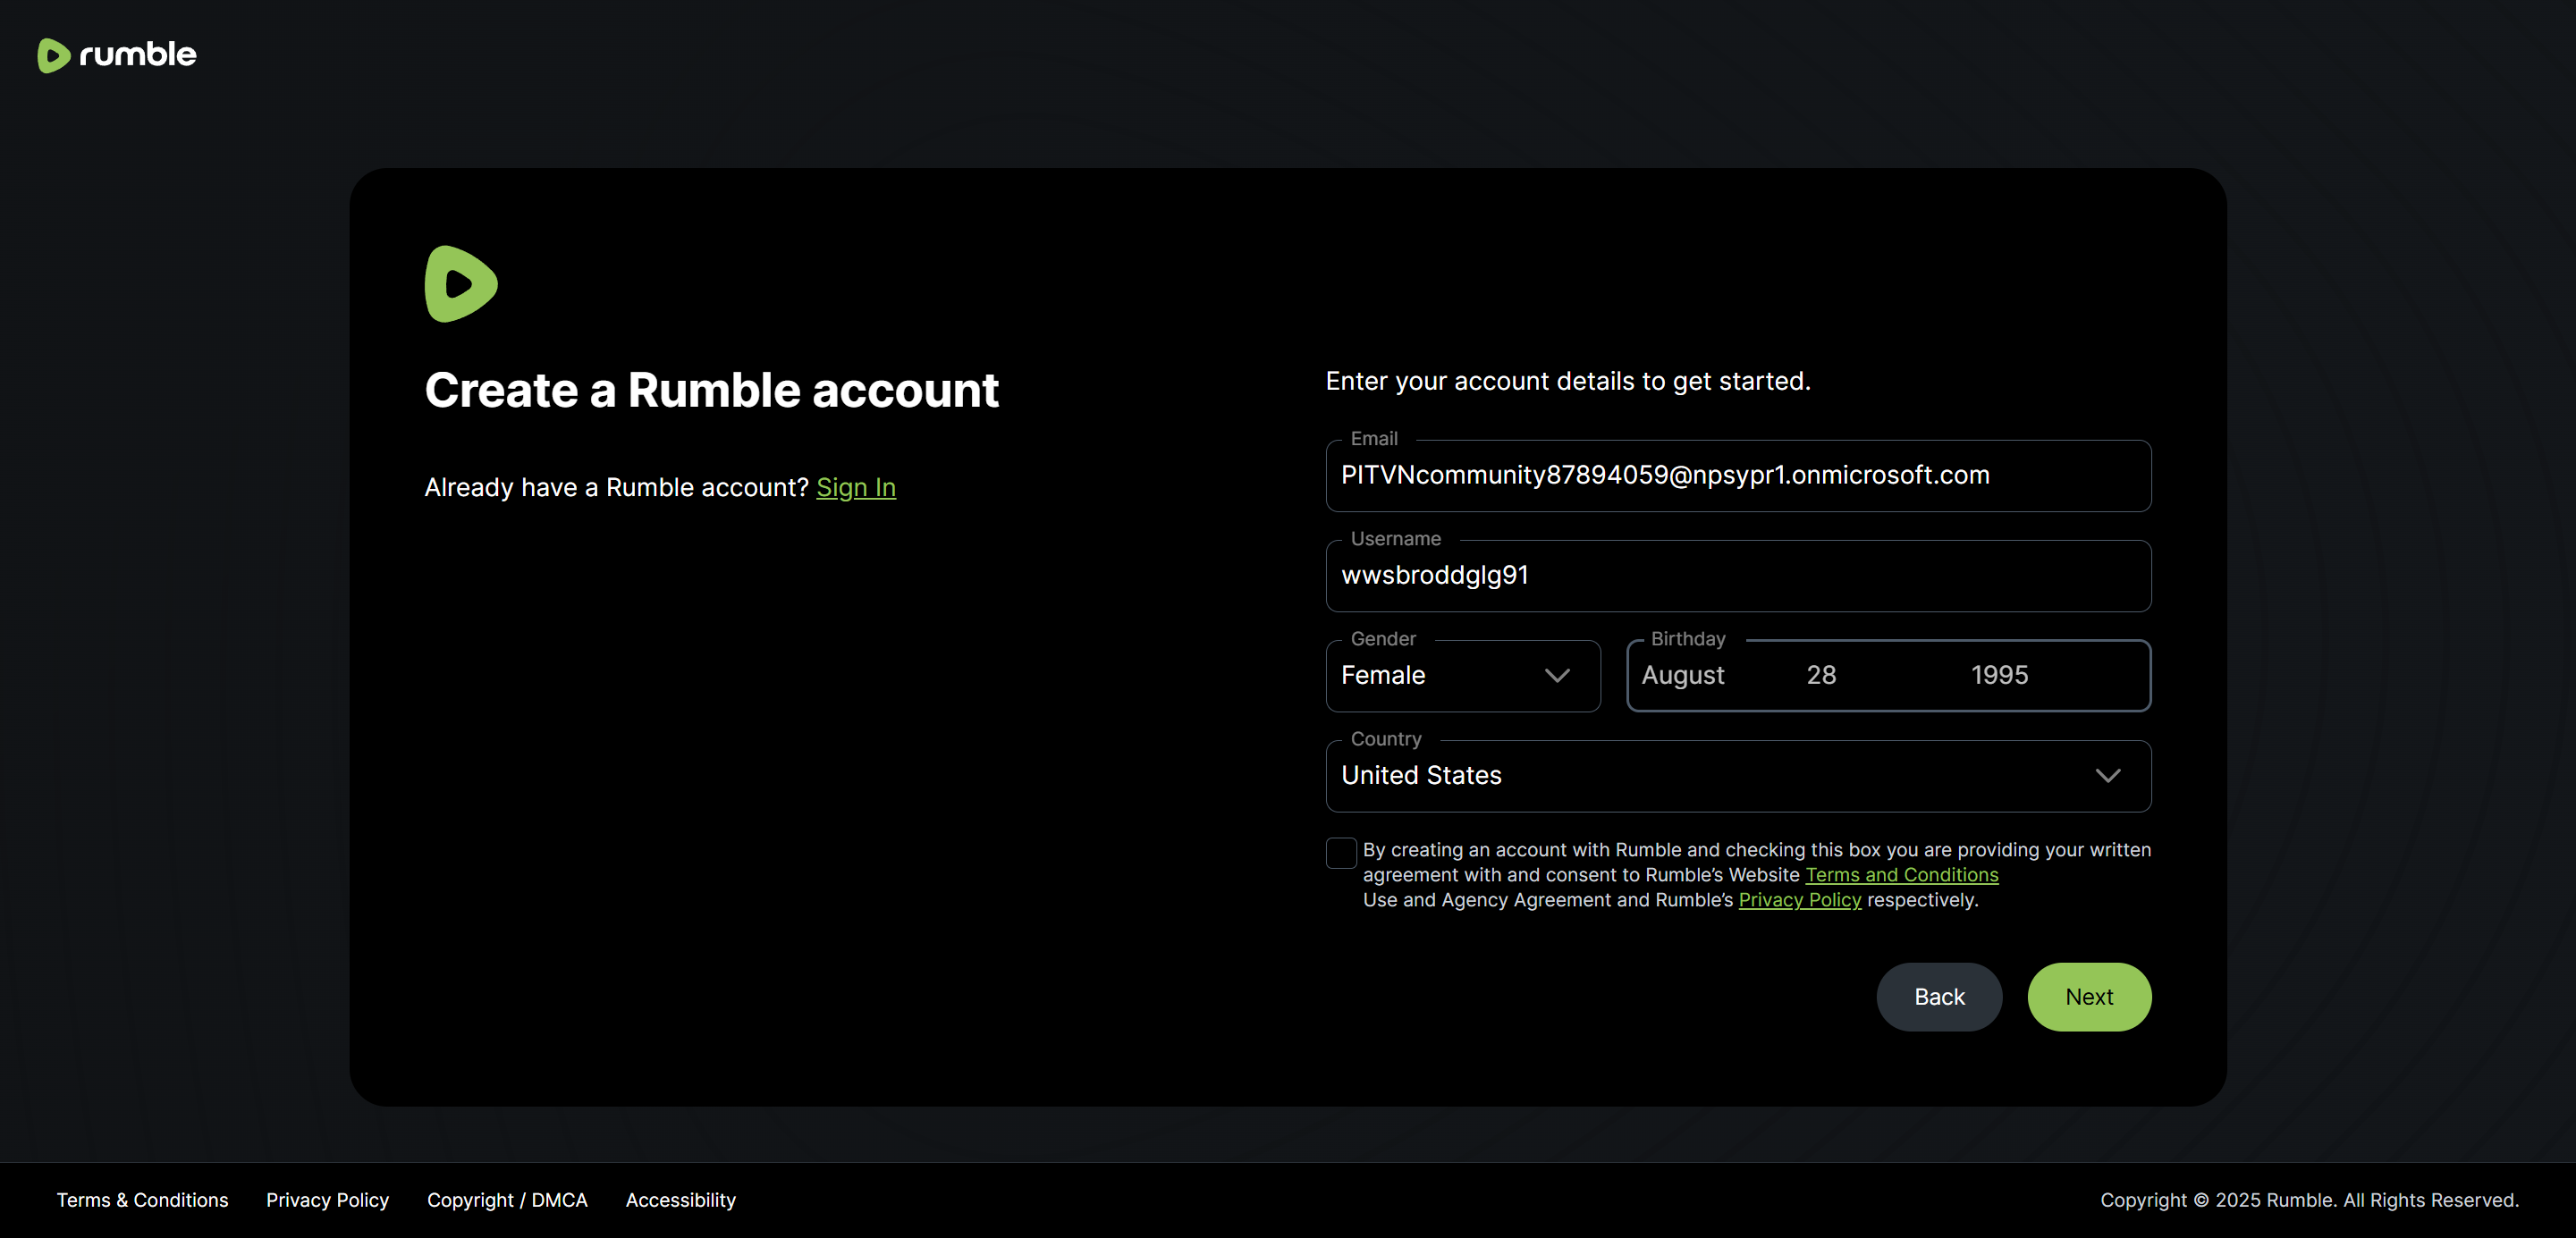 rumble
Create a Rumble account
Already have a Rumble account? Sign In
Enter your account details to get started.
Email
PITVNcommunity87894059@npsypr1.onmicrosoft.com
Username
wwsbroddglg91
Gender
Female
Birthday
August 28 1995
Country
United States
By creating an account with Rumble and checking this box you are providing your written
agreement with and consent to Rumble’s Website Terms and Conditions
Use and Agency Agreement and Rumble’s Privacy Policy respectively.
Back Next
Terms & Conditions Privacy Policy Copyright / DMCA Accessibility Copyright © 2025 Rumble. All Rights Reserved.